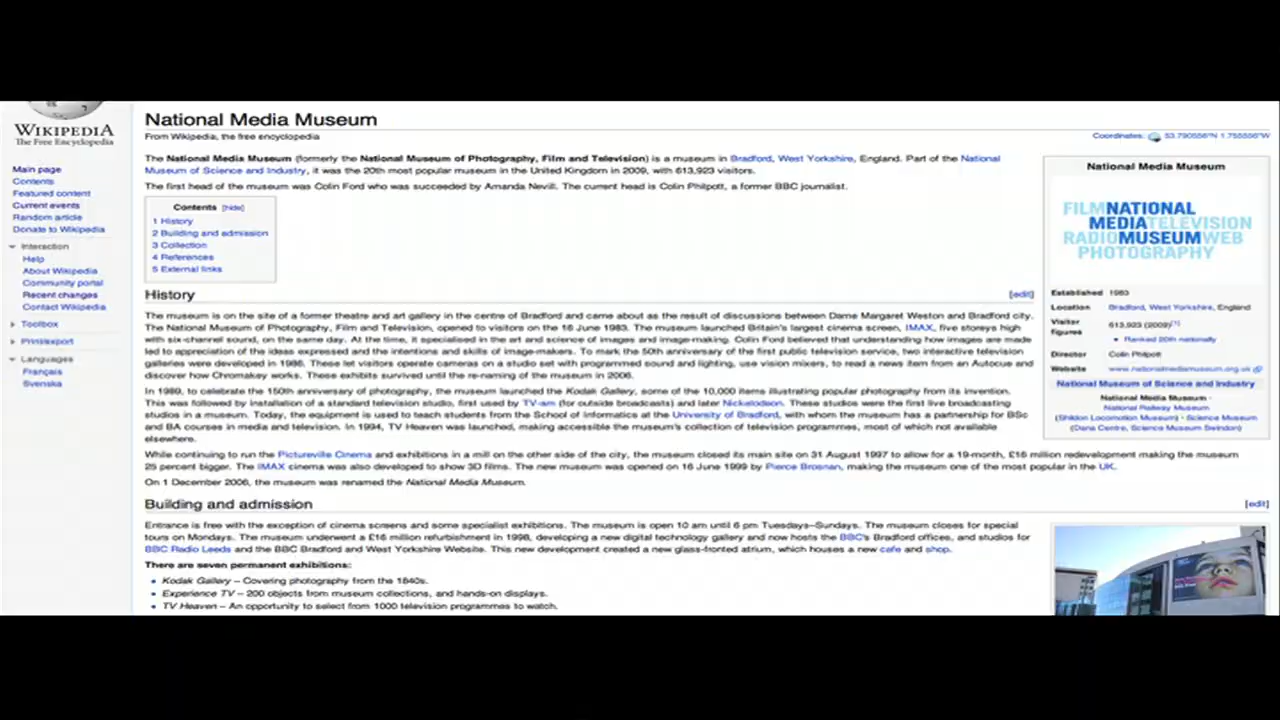 WIKIPEDIA
The Free Encyclopedia
Main page
Contents
Featured content
Current events
Random article
Donate to Wikipedia
Interaction
Help
About Wikipedia
Community portal
Recent changes
Contact Wikipedia
Toolbox
Print/export
Languages
Français
Svenska
National Media Museum
From Wikipedia, the free encyclopedia
Coordinates: 53.790556°N 1.755556°W
The National Media Museum (formerly the National Museum of Photography, Film and Television) is a museum in Bradford, West Yorkshire, England. Part of the National
Museum of Science and Industry, it was the 20th most popular museum in the United Kingdom in 2009, with 613,923 visitors.
The first head of the museum was Colin Ford who was succeeded by Amanda Nevill. The current head is Colin Philpott, a former BBC journalist.
Contents [hide]
1 History
2 Building and admission
3 Collection
4 References
5 External links
History [edit]
The museum is on the site of a former theatre and art gallery in the centre of Bradford and came about as the result of discussions between Dame Margaret Weston and Bradford city.
The National Museum of Photography, Film and Television, opened to visitors on the 16 June 1983. The museum launched Britain's largest cinema screen, IMAX, five storeys high
with six-channel sound, on the same day. At the time, it specialised in the art and science of images and image-making. Colin Ford believed that understanding how images are made
led to appreciation of the ideas expressed and the intentions and skills of image-makers. To mark the 50th anniversary of the first public television service, two interactive television
galleries were developed in 1986. These let visitors operate cameras on a studio set with programmed sound and lighting, use vision mixers, to read a news item from an Autocue and
discover how Chromakey works. These exhibits survived until the re-naming of the museum in 2006.
In 1989, to celebrate the 150th anniversary of photography, the museum launched the Kodak Gallery, some of the 10,000 items illustrating popular photography from its invention.
This was followed by installation of a standard television studio, first used by TV-am (for outside broadcasts) and later Nickelodeon. These studios were the first live broadcasting
studios in a museum. Today, the equipment is used to teach students from the School of Informatics at the University of Bradford, with whom the museum has a partnership for BSc
and BA courses in media and television. In 1994, TV Heaven was launched, making accessible the museum's collection of television programmes, most of which not available
elsewhere.
While continuing to run the Pictureville Cinema and exhibitions in a mill on the other side of the city, the museum closed its main site on 31 August 1997 to allow for a 19-month, £16 million redevelopment making the museum
25 percent bigger. The IMAX cinema was also developed to show 3D films. The new museum was opened on 16 June 1999 by Pierce Brosnan, making the museum one of the most popular in the UK.
On 1 December 2006, the museum was renamed the National Media Museum.
Building and admission [edit]
Entrance is free with the exception of cinema screens and some specialist exhibitions. The museum is open 10 am until 6 pm Tuesdays–Sundays. The museum closes for special
tours on Mondays. The museum underwent a £16 million refurbishment in 1998, developing a new digital technology gallery and now hosts the BBC's Bradford offices, and studios for
BBC Radio Leeds and the BBC Bradford and West Yorkshire Website. This new development created a new glass-fronted atrium, which houses a new cafe and shop.
There are seven permanent exhibitions:
• Kodak Gallery – Covering photography from the 1840s.
• Experience TV – 200 objects from museum collections, and hands-on displays.
• TV Heaven – An opportunity to select from 1000 television programmes to watch.
National Media Museum
FILMNATIONAL
MEDIATELEVISION
RADIOMUSEUMWEB
PHOTOGRAPHY
Established 1983
Location Bradford, West Yorkshire, England
Visitor figures 613,923 (2009)[1]
• Ranked 20th nationally
Director Colin Philpott
Website www.nationalmediamuseum.org.uk
National Museum of Science and Industry
National Media Museum ·
National Railway Museum
(Shildon Locomotion Museum) · Science Museum
(Dana Centre, Science Museum Swindon)